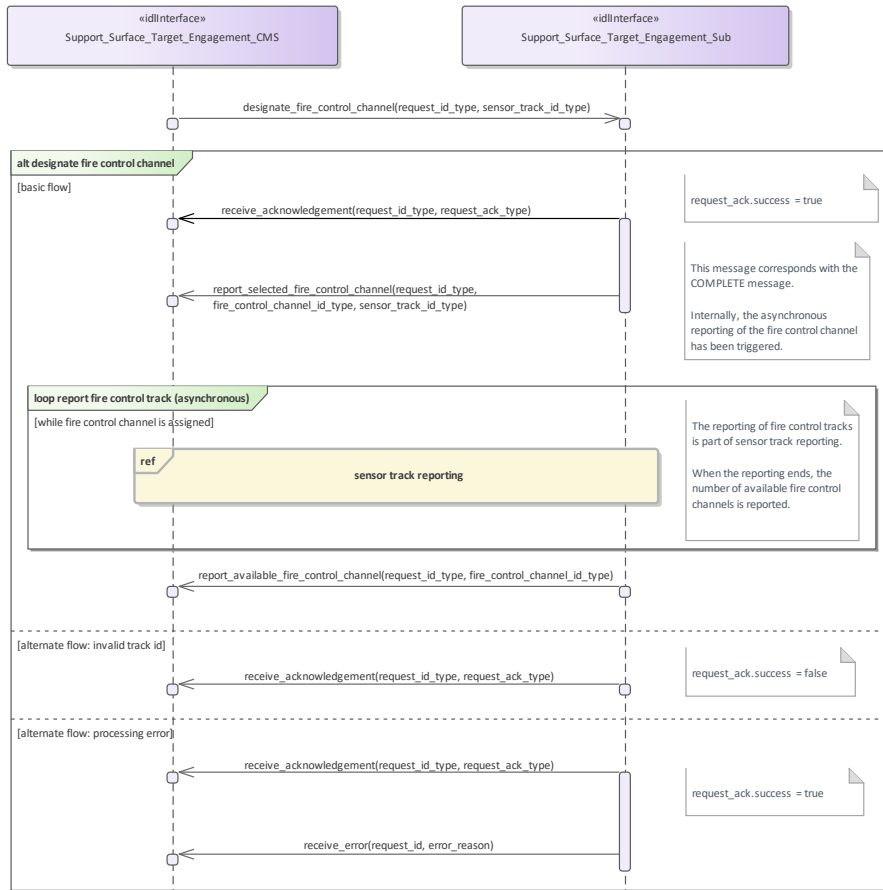 «idlInterface»
Support_Surface_Target_Engagement_CMS
«idlInterface»
Support_Surface_Target_Engagement_Sub
designate_fire_control_channel(request_id_type, sensor_track_id_type)
alt designate fire control channel
[basic flow]
receive_acknowledgement(request_id_type, request_ack_type)
request_ack.success = true
This message corresponds with the
COMPLETE message.
Internally, the asynchronous
reporting of the fire control channel
has been triggered.
report_selected_fire_control_channel(request_id_type,
fire_control_channel_id_type, sensor_track_id_type)
loop report fire control track (asynchronous)
[while fire control channel is assigned]
ref
sensor track reporting
The reporting of fire control tracks
is part of sensor track reporting.
When the reporting ends, the
number of available fire control
channels is reported.
report_available_fire_control_channel(request_id_type, fire_control_channel_id_type)
[alternate flow: invalid track id]
receive_acknowledgement(request_id_type, request_ack_type)
request_ack.success = false
[alternate flow: processing error]
receive_acknowledgement(request_id_type, request_ack_type)
request_ack.success = true
receive_error(request_id, error_reason)